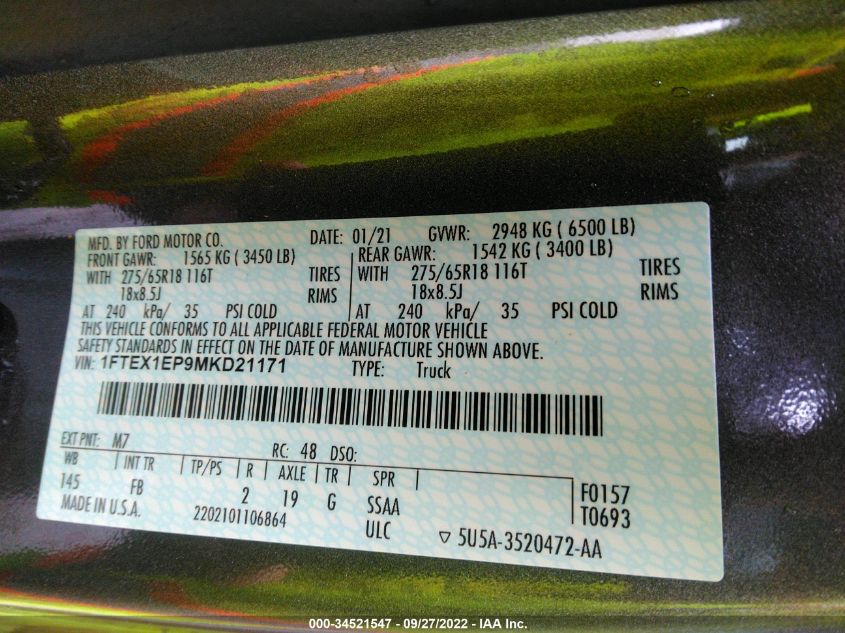 MFD. BY FORD MOTOR CO. DATE: 01/21 GVWR: 2948 KG ( 6500 LB)
FRONT GAWR: 1565 KG ( 3450 LB) REAR GAWR: 1542 KG ( 3400 LB)
WITH 275/65R18 116T TIRES WITH 275/65R18 116T TIRES
18x8.5J RIMS 18x8.5J RIMS
AT 240 kPa/ 35 PSI COLD AT 240 kPa/ 35 PSI COLD
THIS VEHICLE CONFORMS TO ALL APPLICABLE FEDERAL MOTOR VEHICLE
SAFETY STANDARDS IN EFFECT ON THE DATE OF MANUFACTURE SHOWN ABOVE.
VIN: 1FTEX1EP9MKD21171 TYPE: Truck
EXT PNT: M7 RC: 48 DSO:
WB INT TR TP/PS R AXLE TR SPR
145 FB 2 19 G SSAA F0157
MADE IN U.S.A. 2202101106864 ULC T0693
▽ 5U5A-3520472-AA
000-34521547 - 09/27/2022 - IAA Inc.